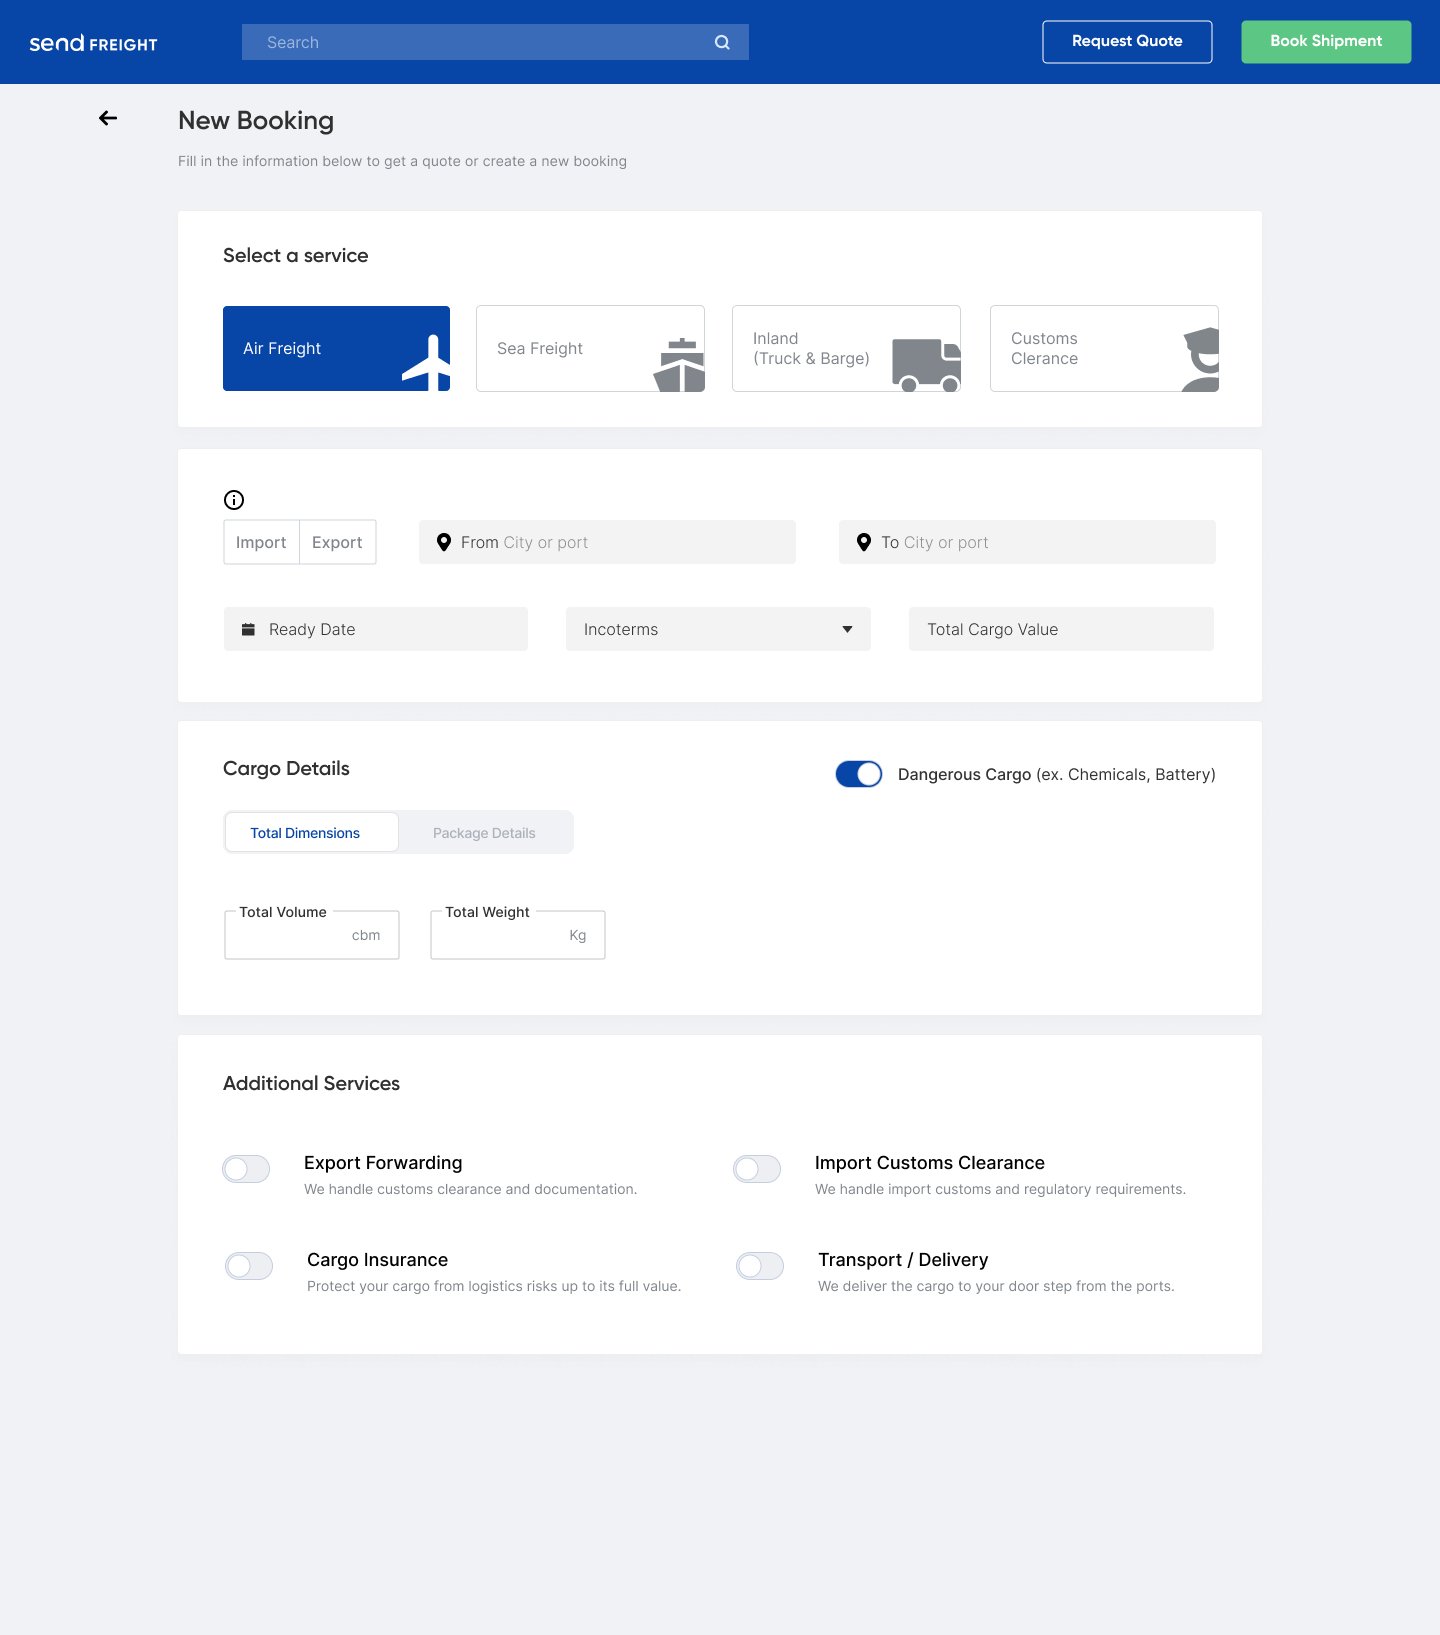 send FREIGHT
Search
Request Quote
Book Shipment
New Booking
Fill in the information below to get a quote or create a new booking
Select a service
Air Freight
Sea Freight
Inland
(Truck & Barge)
Customs
Clerance
Import
Export
From City or port
To City or port
Ready Date
Incoterms
Total Cargo Value
Cargo Details
Dangerous Cargo (ex. Chemicals, Battery)
Total Dimensions
Package Details
Total Volume
cbm
Total Weight
Kg
Additional Services
Export Forwarding
We handle customs clearance and documentation.
Import Customs Clearance
We handle import customs and regulatory requirements.
Cargo Insurance
Protect your cargo from logistics risks up to its full value.
Transport / Delivery
We deliver the cargo to your door step from the ports.